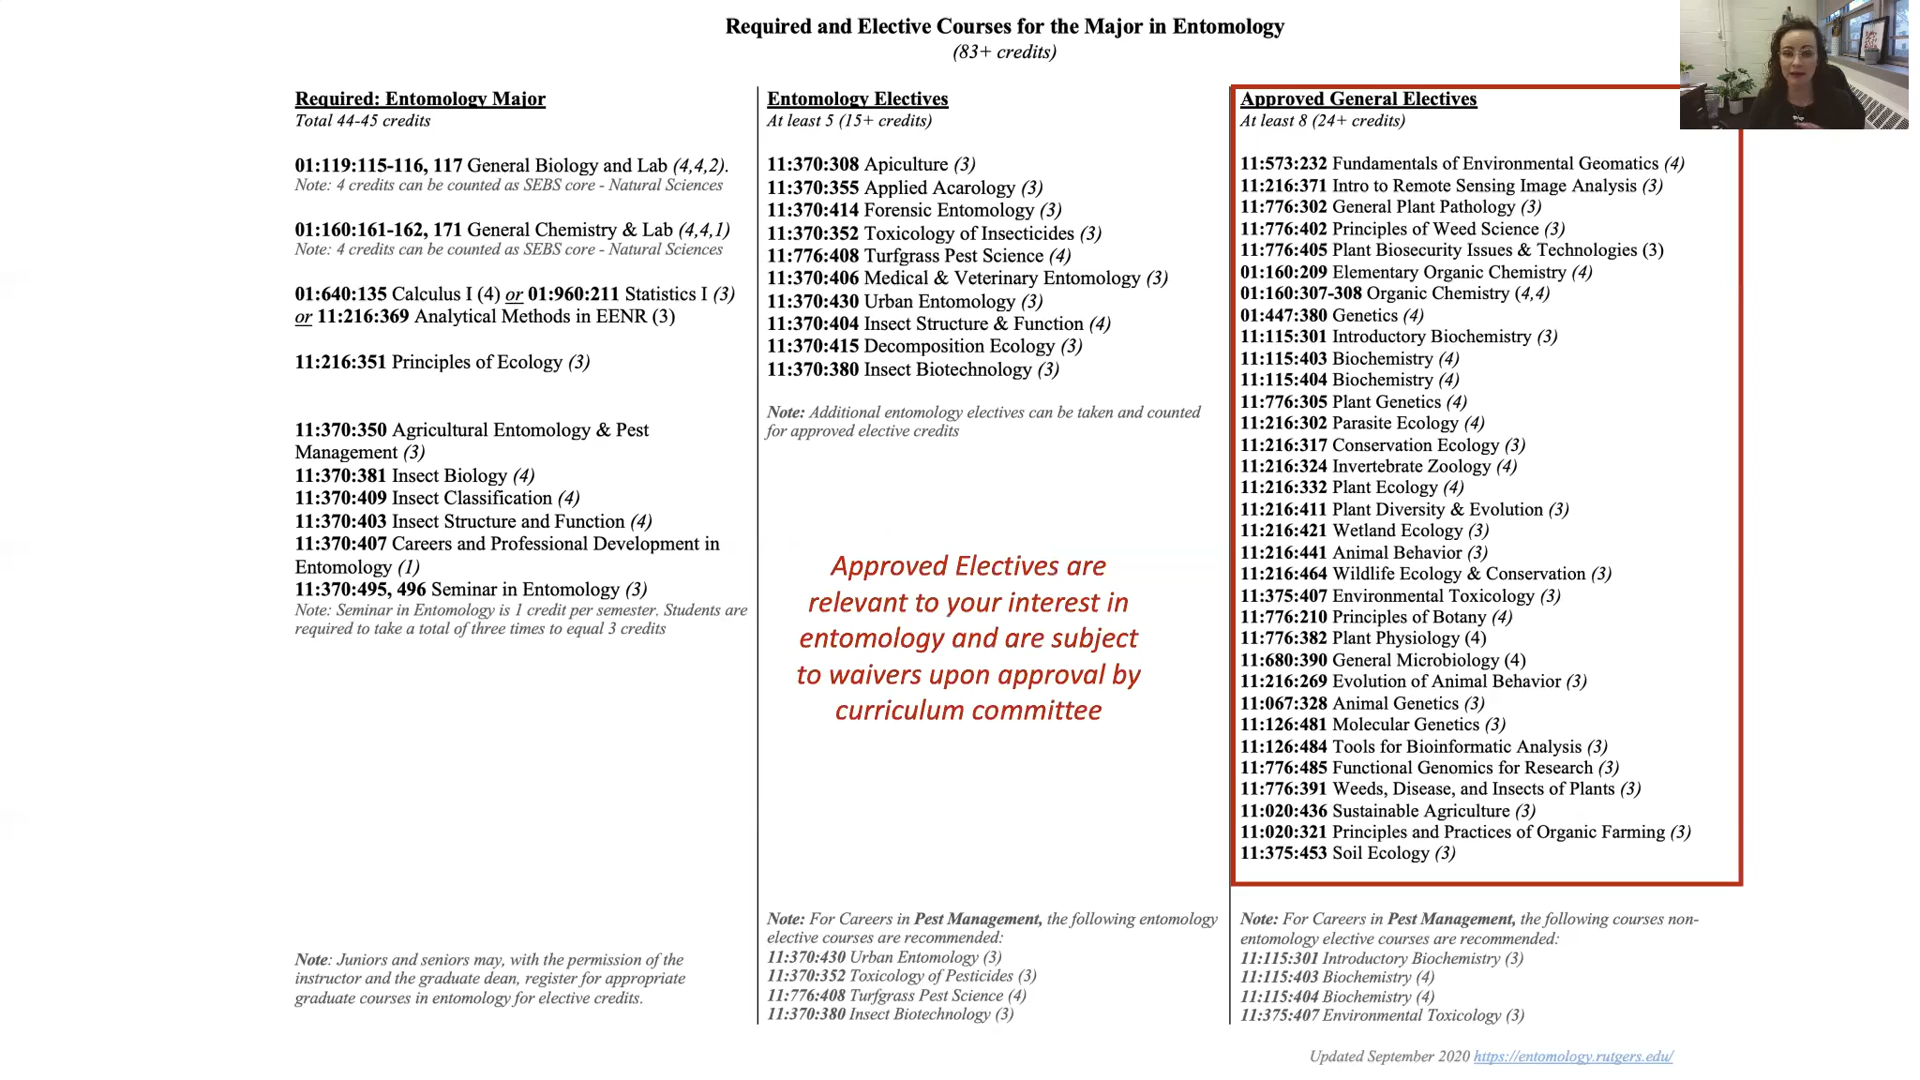 Required and Elective Courses for the Major in Entomology
(83+ credits)
Required: Entomology Major
Total 44-45 credits
01:119:115-116, 117 General Biology and Lab (4,4,2).
Note: 4 credits can be counted as SEBS core - Natural Sciences
01:160:161-162, 171 General Chemistry & Lab (4,4,1)
Note: 4 credits can be counted as SEBS core - Natural Sciences
01:640:135 Calculus I (4) or 01:960:211 Statistics I (3)
or 11:216:369 Analytical Methods in EENR (3)
11:216:351 Principles of Ecology (3)
11:370:350 Agricultural Entomology & Pest
Management (3)
11:370:381 Insect Biology (4)
11:370:409 Insect Classification (4)
11:370:403 Insect Structure and Function (4)
11:370:407 Careers and Professional Development in
Entomology (1)
11:370:495, 496 Seminar in Entomology (3)
Note: Seminar in Entomology is 1 credit per semester. Students are
required to take a total of three times to equal 3 credits
Note: Juniors and seniors may, with the permission of the
instructor and the graduate dean, register for appropriate
graduate courses in entomology for elective credits.
Entomology Electives
At least 5 (15+ credits)
11:370:308 Apiculture (3)
11:370:355 Applied Acarology (3)
11:370:414 Forensic Entomology (3)
11:370:352 Toxicology of Insecticides (3)
11:776:408 Turfgrass Pest Science (4)
11:370:406 Medical & Veterinary Entomology (3)
11:370:430 Urban Entomology (3)
11:370:404 Insect Structure & Function (4)
11:370:415 Decomposition Ecology (3)
11:370:380 Insect Biotechnology (3)
Note: Additional entomology electives can be taken and counted
for approved elective credits
Approved Electives are
relevant to your interest in
entomology and are subject
to waivers upon approval by
curriculum committee
Note: For Careers in Pest Management, the following entomology
elective courses are recommended:
11:370:430 Urban Entomology (3)
11:370:352 Toxicology of Pesticides (3)
11:776:408 Turfgrass Pest Science (4)
11:370:380 Insect Biotechnology (3)
Approved General Electives
At least 8 (24+ credits)
11:573:232 Fundamentals of Environmental Geomatics (4)
11:216:371 Intro to Remote Sensing Image Analysis (3)
11:776:302 General Plant Pathology (3)
11:776:402 Principles of Weed Science (3)
11:776:405 Plant Biosecurity Issues & Technologies (3)
01:160:209 Elementary Organic Chemistry (4)
01:160:307-308 Organic Chemistry (4,4)
01:447:380 Genetics (4)
11:115:301 Introductory Biochemistry (3)
11:115:403 Biochemistry (4)
11:115:404 Biochemistry (4)
11:776:305 Plant Genetics (4)
11:216:302 Parasite Ecology (4)
11:216:317 Conservation Ecology (3)
11:216:324 Invertebrate Zoology (4)
11:216:332 Plant Ecology (4)
11:216:411 Plant Diversity & Evolution (3)
11:216:421 Wetland Ecology (3)
11:216:441 Animal Behavior (3)
11:216:464 Wildlife Ecology & Conservation (3)
11:375:407 Environmental Toxicology (3)
11:776:210 Principles of Botany (4)
11:776:382 Plant Physiology (4)
11:680:390 General Microbiology (4)
11:216:269 Evolution of Animal Behavior (3)
11:067:328 Animal Genetics (3)
11:126:481 Molecular Genetics (3)
11:126:484 Tools for Bioinformatic Analysis (3)
11:776:485 Functional Genomics for Research (3)
11:776:391 Weeds, Disease, and Insects of Plants (3)
11:020:436 Sustainable Agriculture (3)
11:020:321 Principles and Practices of Organic Farming (3)
11:375:453 Soil Ecology (3)
Note: For Careers in Pest Management, the following courses non-
entomology elective courses are recommended:
11:115:301 Introductory Biochemistry (3)
11:115:403 Biochemistry (4)
11:115:404 Biochemistry (4)
11:375:407 Environmental Toxicology (3)
Updated September 2020 https://entomology.rutgers.edu/